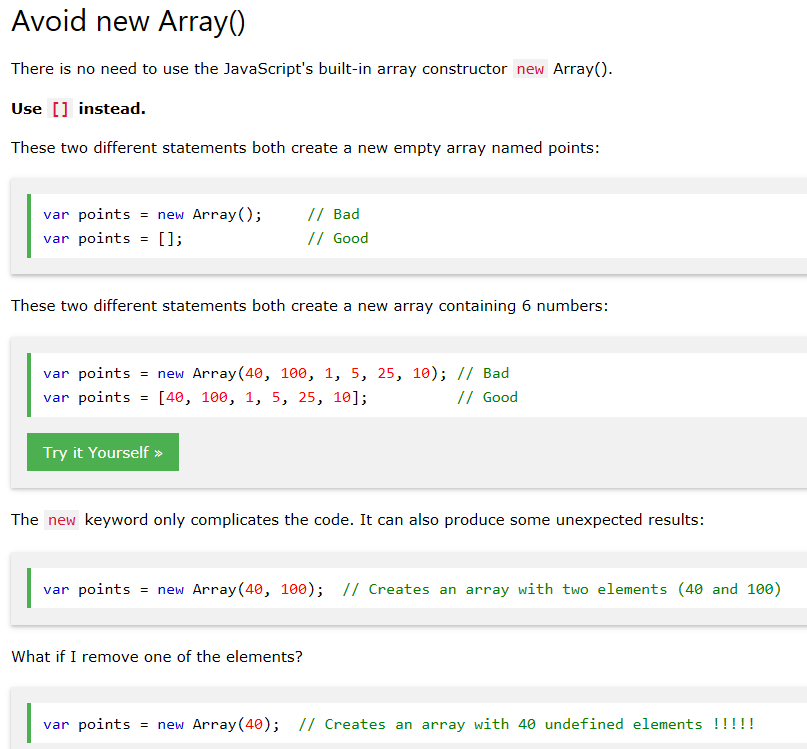 Avoid new Array()
There is no need to use the JavaScript's built-in array constructor new Array().
Use [] instead.
These two different statements both create a new empty array named points:
var points = new Array();     // Bad
var points = [];              // Good
These two different statements both create a new array containing 6 numbers:
var points = new Array(40, 100, 1, 5, 25, 10); // Bad
var points = [40, 100, 1, 5, 25, 10];          // Good
Try it Yourself »
The new keyword only complicates the code. It can also produce some unexpected results:
var points = new Array(40, 100);  // Creates an array with two elements (40 and 100)
What if I remove one of the elements?
var points = new Array(40);  // Creates an array with 40 undefined elements !!!!!